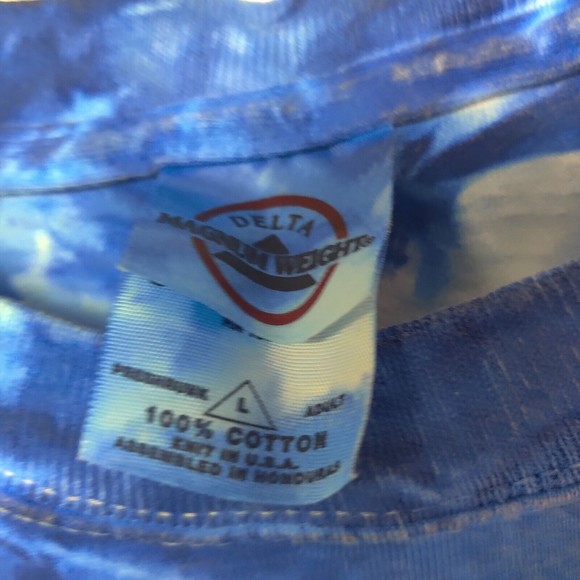 DELTA
MAGNUM WEIGHT
PRESHRUNK L ADULT
100% COTTON
KNIT IN U.S.A.
ASSEMBLED IN HONDURAS